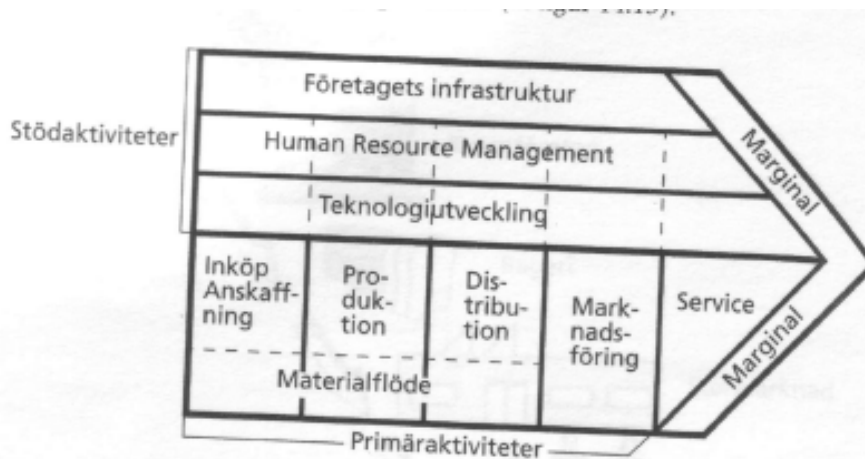 Företagets infrastruktur
Stödaktiviteter
Human Resource Management
Teknologiutveckling
Marginal
Inköp
Anskaff-
ning
Pro-
duk-
tion
Dis-
tribu-
tion
Mark-
nads-
föring
Service
Marginal
Materialflöde
Primäraktiviteter